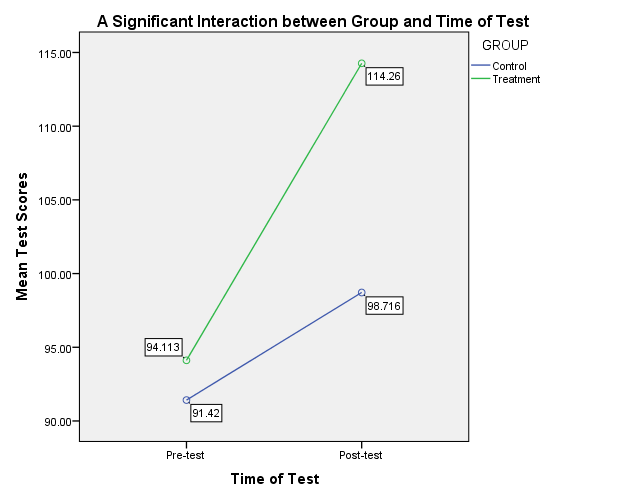 A Significant Interaction between Group and Time of Test
GROUP
Control
Treatment
115.00
110.00
105.00
100.00
95.00
90.00
Mean Test Scores
114.26
98.716
94.113
91.42
Pre-test
Post-test
Time of Test